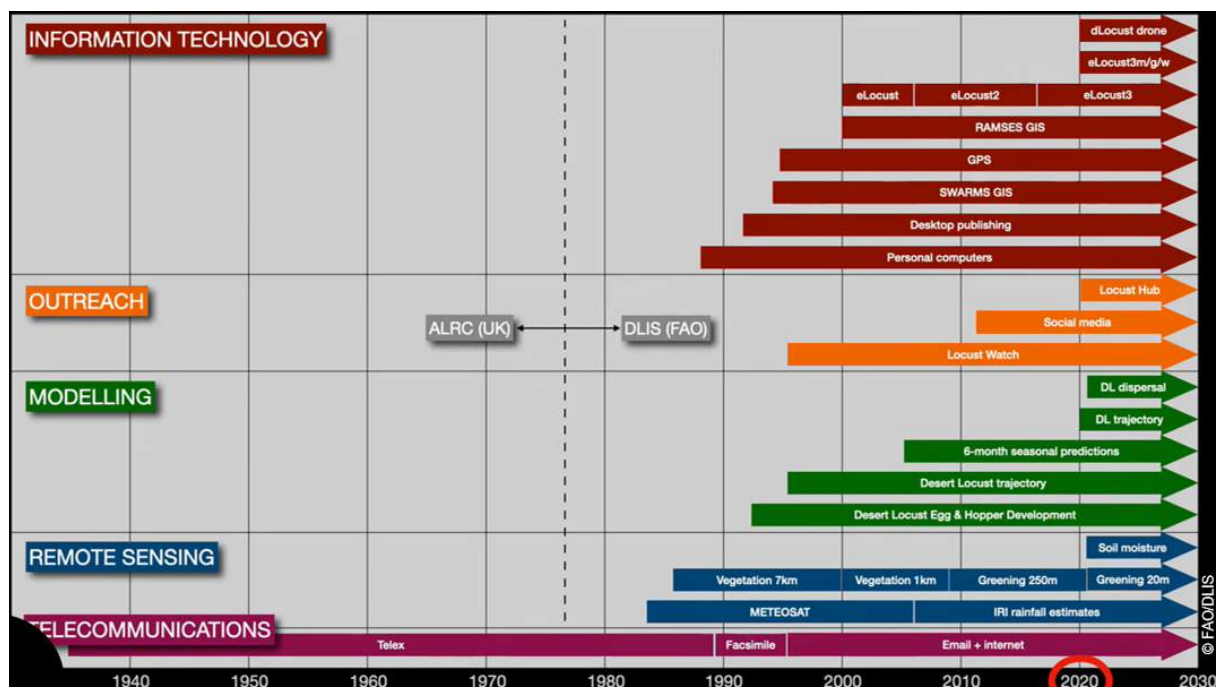 INFORMATION TECHNOLOGY
dLocust drone
eLocust3m/g/w
eLocust eLocust2 eLocust3
RAMSES GIS
GPS
SWARMS GIS
Desktop publishing
Personal computers
OUTREACH
Locust Hub
ALRC (UK) DLIS (FAO)
Social media
Locust Watch
MODELLING
DL dispersal
DL trajectory
6-month seasonal predictions
Desert Locust trajectory
Desert Locust Egg & Hopper Development
REMOTE SENSING
Soil moisture
Vegetation 7km Vegetation 1km Greening 250m Greening 20m
METEOSAT IRI rainfall estimates
TELECOMMUNICATIONS
Telex Facsimile Email + internet
1940 1950 1960 1970 1980 1990 2000 2010 2020 2030
© FAO/DLIS